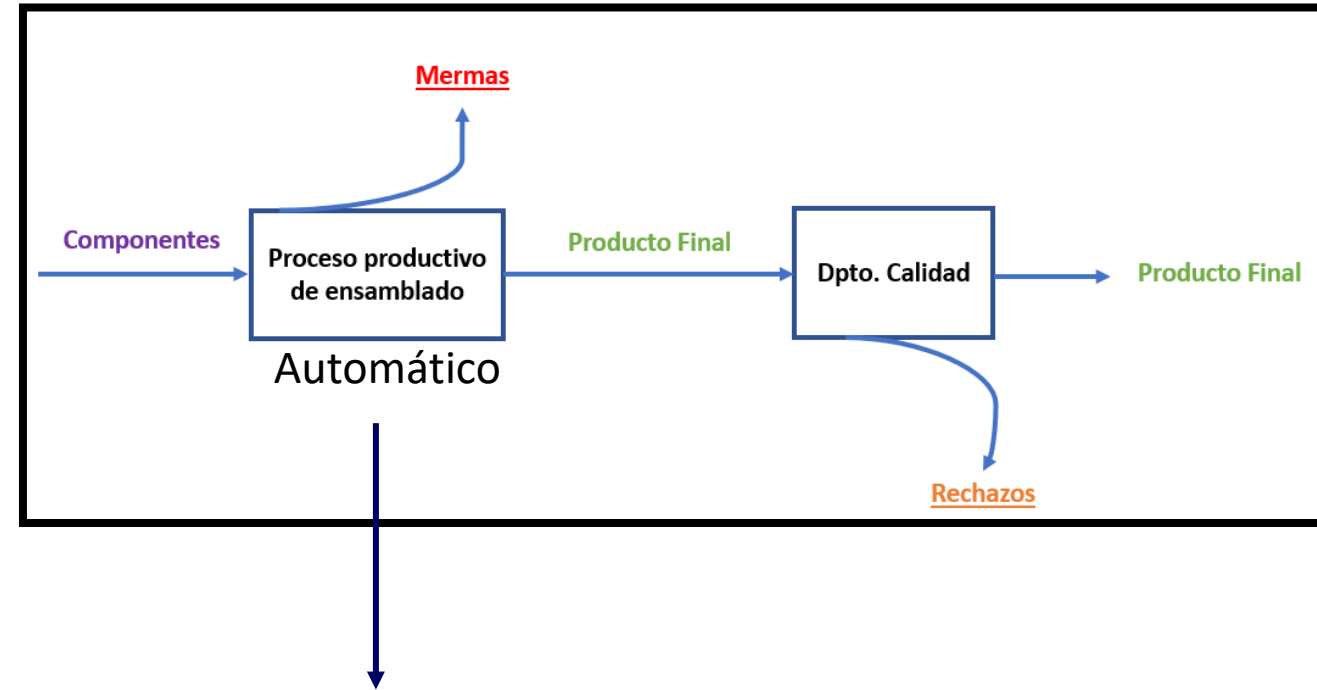 Mermas
Componentes
Proceso productivo
de ensamblado
Automático
Producto Final
Dpto. Calidad
Producto Final
Rechazos